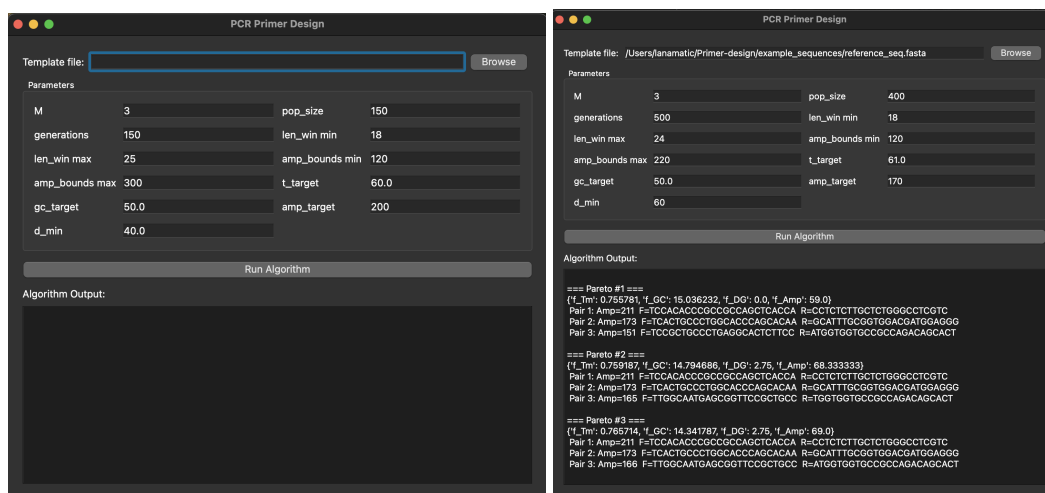 PCR Primer Design
Template file: Browse
Parameters
M 3 pop_size 150
generations 150 len_win min 18
len_win max 25 amp_bounds min 120
amp_bounds max 300 t_target 60.0
gc_target 50.0 amp_target 200
d_min 40.0
Run Algorithm
Algorithm Output:
PCR Primer Design
Template file: /Users/lanamatic/Primer-design/example_sequences/reference_seq.fasta Browse
Parameters
M 3 pop_size 400
generations 500 len_win min 18
len_win max 24 amp_bounds min 120
amp_bounds max 220 t_target 61.0
gc_target 50.0 amp_target 170
d_min 60
Run Algorithm
Algorithm Output:
=== Pareto #1 ===
{'f_Tm': 0.755781, 'f_GC': 15.036232, 'f_DG': 0.0, 'f_Amp': 59.0}
Pair 1: Amp=211 F=TCCACACCCGCCGCCAGCTCACCA R=CCTCTCTTGCTCTGGGCCTCGTC
Pair 2: Amp=173 F=TCACTGCCCTGGCACCCAGCACAA R=GCATTTGCGGTGGACGATGGAGGG
Pair 3: Amp=151 F=TCCGCTGCCCTGAGGCACTCTTCC R=ATGGTGGTGCCGCCAGACAGCACT
=== Pareto #2 ===
{'f_Tm': 0.759187, 'f_GC': 14.794686, 'f_DG': 2.75, 'f_Amp': 68.333333}
Pair 1: Amp=211 F=TCCACACCCGCCGCCAGCTCACCA R=CCTCTCTTGCTCTGGGCCTCGTC
Pair 2: Amp=173 F=TCACTGCCCTGGCACCCAGCACAA R=GCATTTGCGGTGGACGATGGAGGG
Pair 3: Amp=165 F=TTGGCAATGAGCGGTTCCGCTGCC R=TGGTGGTGCCGCCAGACAGCACT
=== Pareto #3 ===
{'f_Tm': 0.765714, 'f_GC': 14.341787, 'f_DG': 2.75, 'f_Amp': 69.0}
Pair 1: Amp=211 F=TCCACACCCGCCGCCAGCTCACCA R=CCTCTCTTGCTCTGGGCCTCGTC
Pair 2: Amp=173 F=TCACTGCCCTGGCACCCAGCACAA R=GCATTTGCGGTGGACGATGGAGGG
Pair 3: Amp=166 F=TTGGCAATGAGCGGTTCCGCTGCC R=ATGGTGGTGCCGCCAGACAGCACT